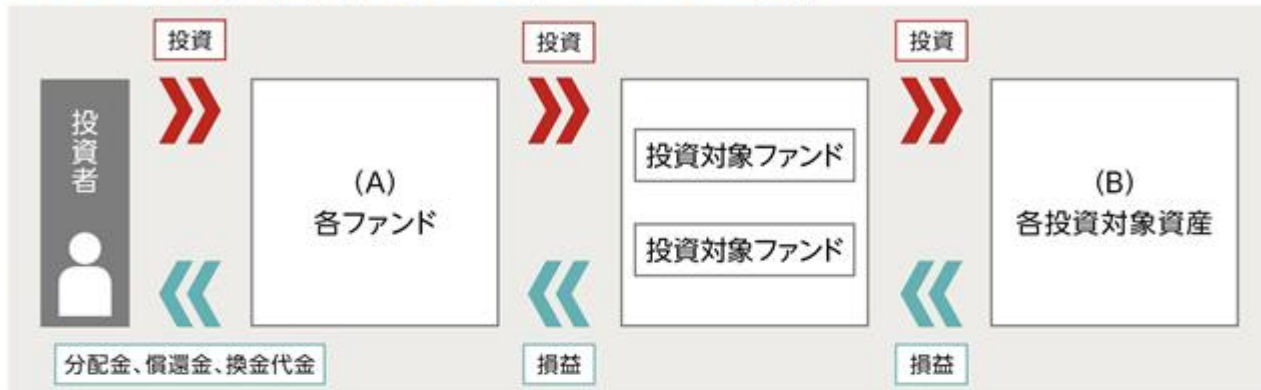 投資
投資
投資
投資者
(A)
各ファンド
投資対象ファンド
投資対象ファンド
(B)
各投資対象資産
分配金、償還金、換金代金
損益
損益